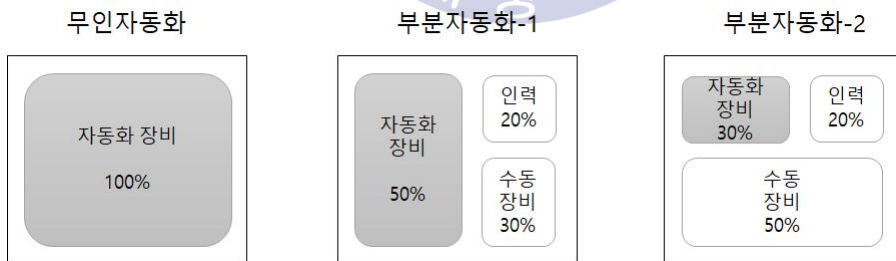 무인자동화
부분자동화-1
부분자동화-2
자동화 장비
100%
자동화
장비
50%
인력
20%
수동
장비
30%
자동화
장비
30%
인력
20%
수동
장비
50%